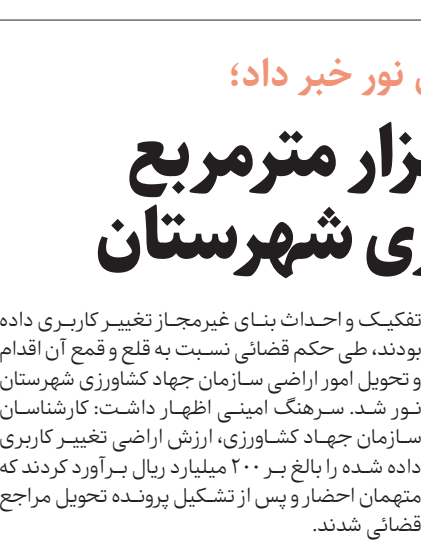 نور خبر داد؛
مترمربع
شهرستان
تفکیک و احداث بنای غیرمجاز تغییر کاربری داده
بودند، طی حکم قضائی نسبت به قلع و قمع آن اقدام
و تحویل امور اراضی سازمان جهاد کشاورزی شهرستان
نور شد. سرهنگ امینی اظهار داشت: کارشناسان
سازمان جهاد کشاورزی، ارزش اراضی تغییر کاربری
داده شده را بالغ بر ۲۰۰ میلیارد ریال برآورد کردند که
متهمان احضار و پس از تشکیل پرونده تحویل مراجع
قضائی شدند.